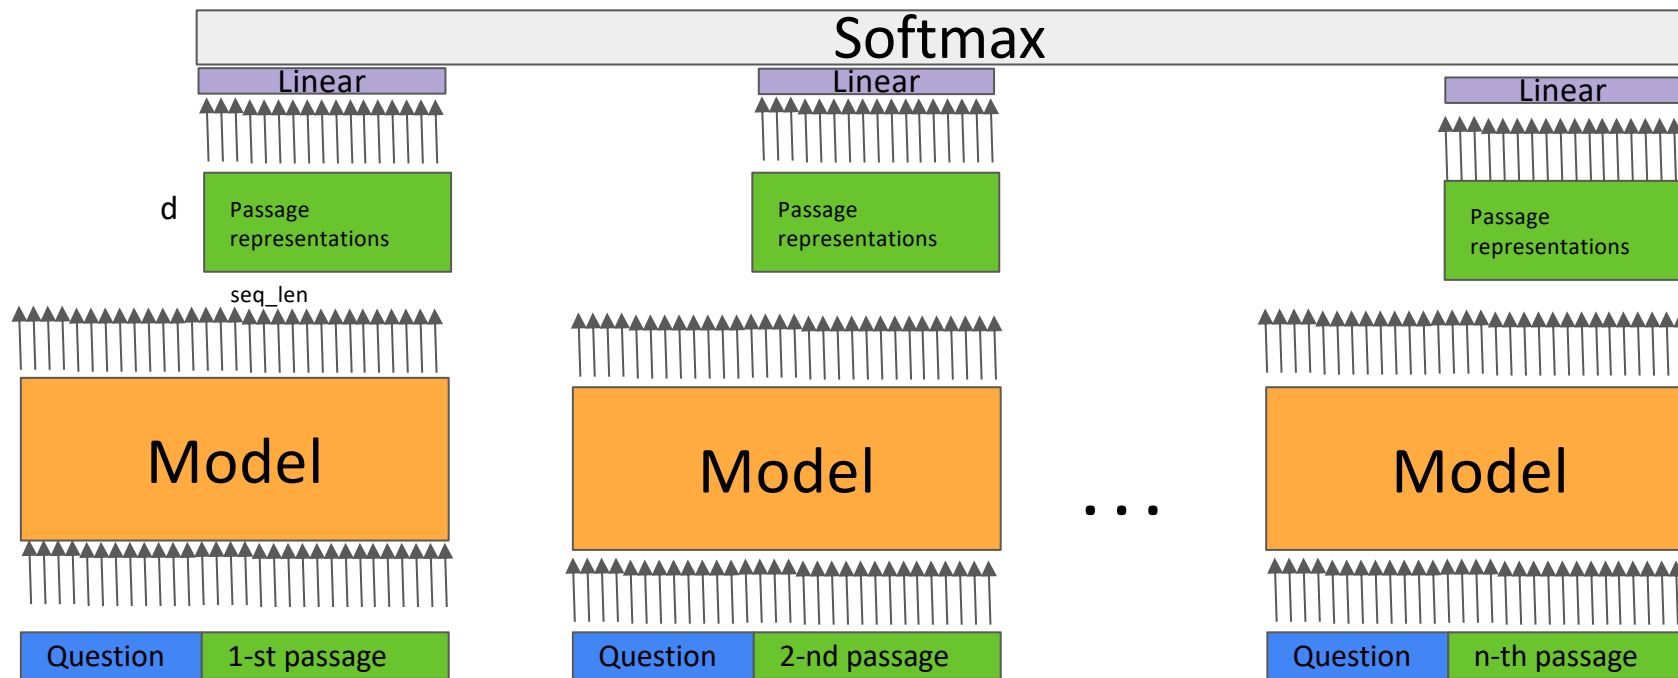 Softmax
Linear
Linear
Linear
d
Passage
representations
Passage
representations
Passage
representations
seq_len
Model
Model
...
Model
Question
1-st passage
Question
2-nd passage
Question
n-th passage